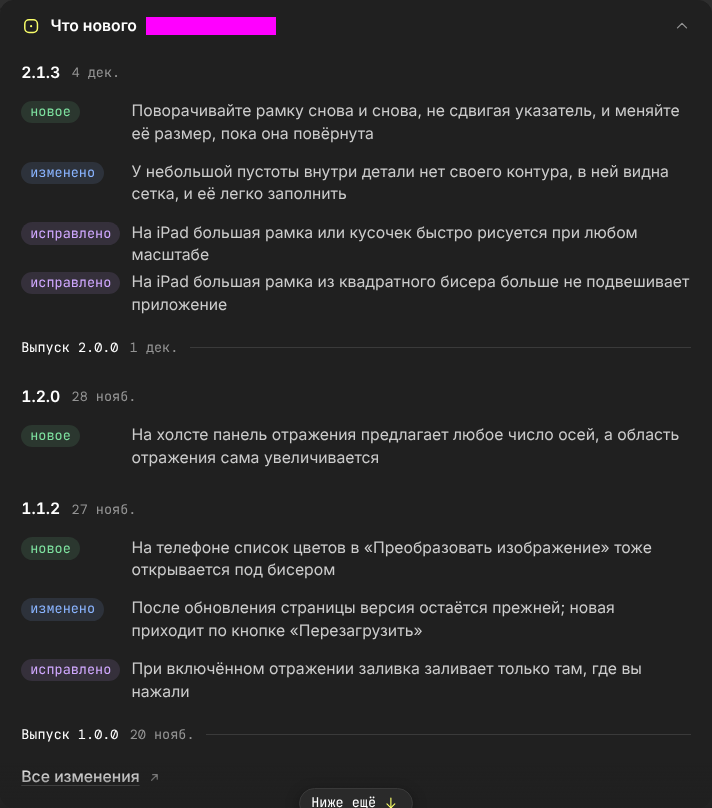 Что нового
2.1.3 4 дек.
новое Поворачивайте рамку снова и снова, не сдвигая указатель, и меняйте
её размер, пока она повёрнута
изменено У небольшой пустоты внутри детали нет своего контура, в ней видна
сетка, и её легко заполнить
исправлено На iPad большая рамка или кусочек быстро рисуется при любом
масштабе
исправлено На iPad большая рамка из квадратного бисера больше не подвешивает
приложение
Выпуск 2.0.0 1 дек.
1.2.0 28 нояб.
новое На холсте панель отражения предлагает любое число осей, а область
отражения сама увеличивается
1.1.2 27 нояб.
новое На телефоне список цветов в «Преобразовать изображение» тоже
открывается под бисером
изменено После обновления страницы версия остаётся прежней; новая
приходит по кнопке «Перезагрузить»
исправлено При включённом отражении заливка заливает только там, где вы
нажали
Выпуск 1.0.0 20 нояб.
Все изменения ↗
Ниже ещё ↓